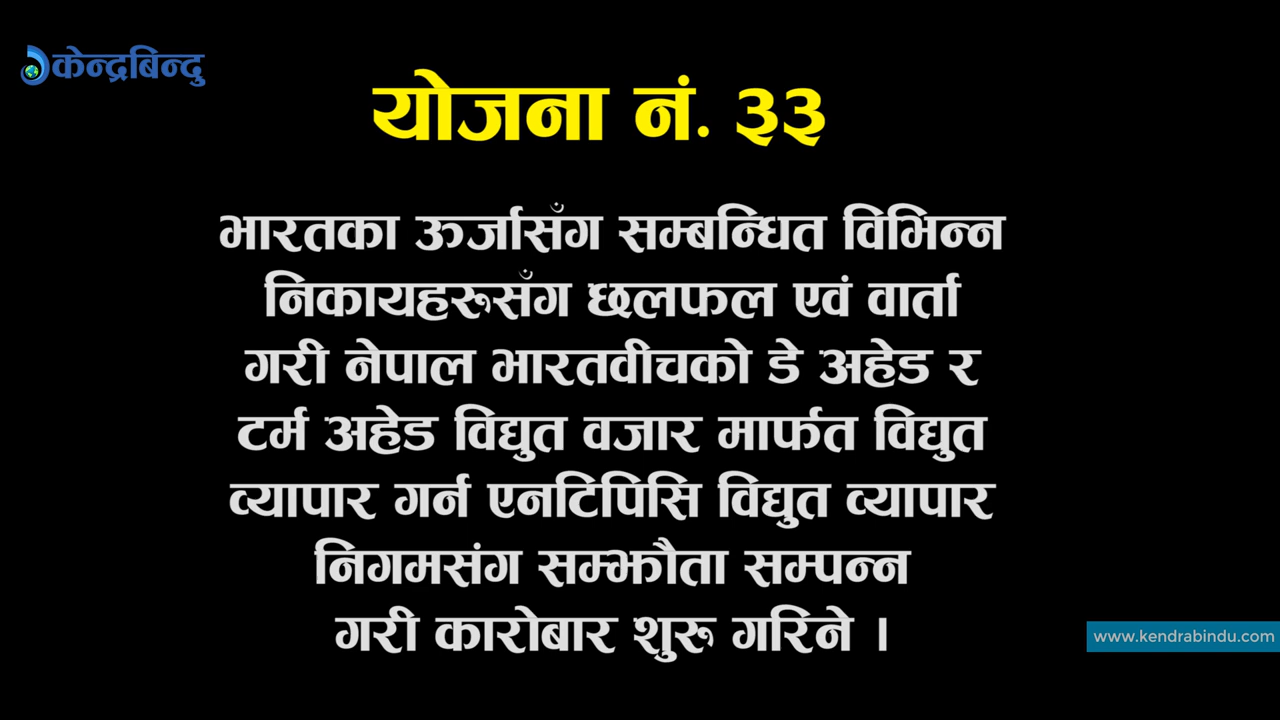 केन्द्रबिन्दु
योजना नं. ३३
भारतका ऊर्जासँग सम्बन्धित विभिन्न
निकायहरुसँग छलफल एवं वार्ता
गरी नेपाल भारतवीचको डे अहेड र
टर्म अहेड विद्युत वजार मार्फत विद्युत
व्यापार गर्न एनटिपिसि विद्युत व्यापार
निगमसंग सम्झौता सम्पन्न
गरी कारोबार शुरु गरिने ।
www.kendrabindu.com